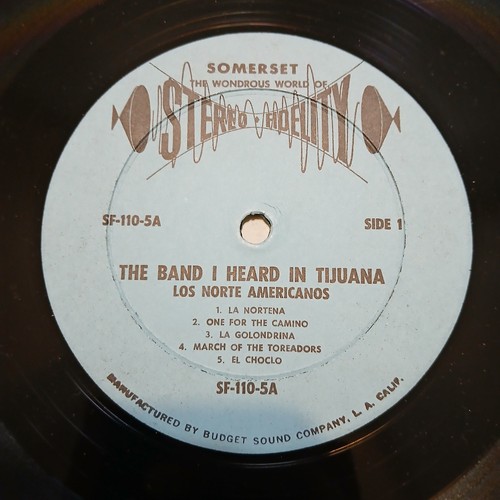 SOMERSET
THE WONDROUS WORLD OF
STEREO · FIDELITY
SF-110-5A
SIDE 1
THE BAND I HEARD IN TIJUANA
LOS NORTE AMERICANOS
1. LA NORTENA
2. ONE FOR THE CAMINO
3. LA GOLONDRINA
4. MARCH OF THE TOREADORS
5. EL CHOCLO
SF-110-5A
MANUFACTURED BY BUDGET SOUND COMPANY, L. A. CALIF.